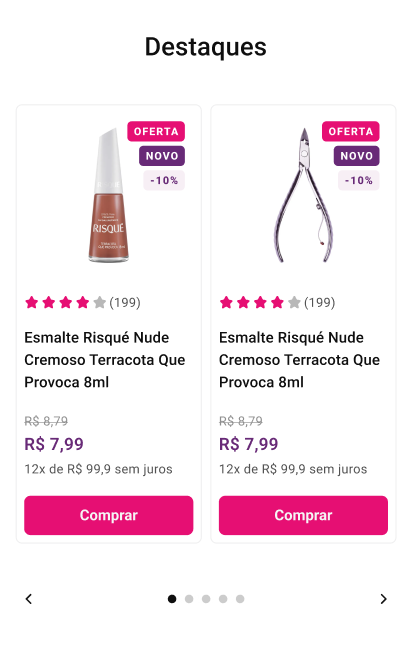 Destaques
OFERTA
NOVO
-10%
RISQUÉ
(199)
Esmalte Risqué Nude
Cremoso Terracota Que
Provoca 8ml
R$ 8,79
R$ 7,99
12x de R$ 99,9 sem juros
Comprar
OFERTA
NOVO
-10%
(199)
Esmalte Risqué Nude
Cremoso Terracota Que
Provoca 8ml
R$ 8,79
R$ 7,99
12x de R$ 99,9 sem juros
Comprar